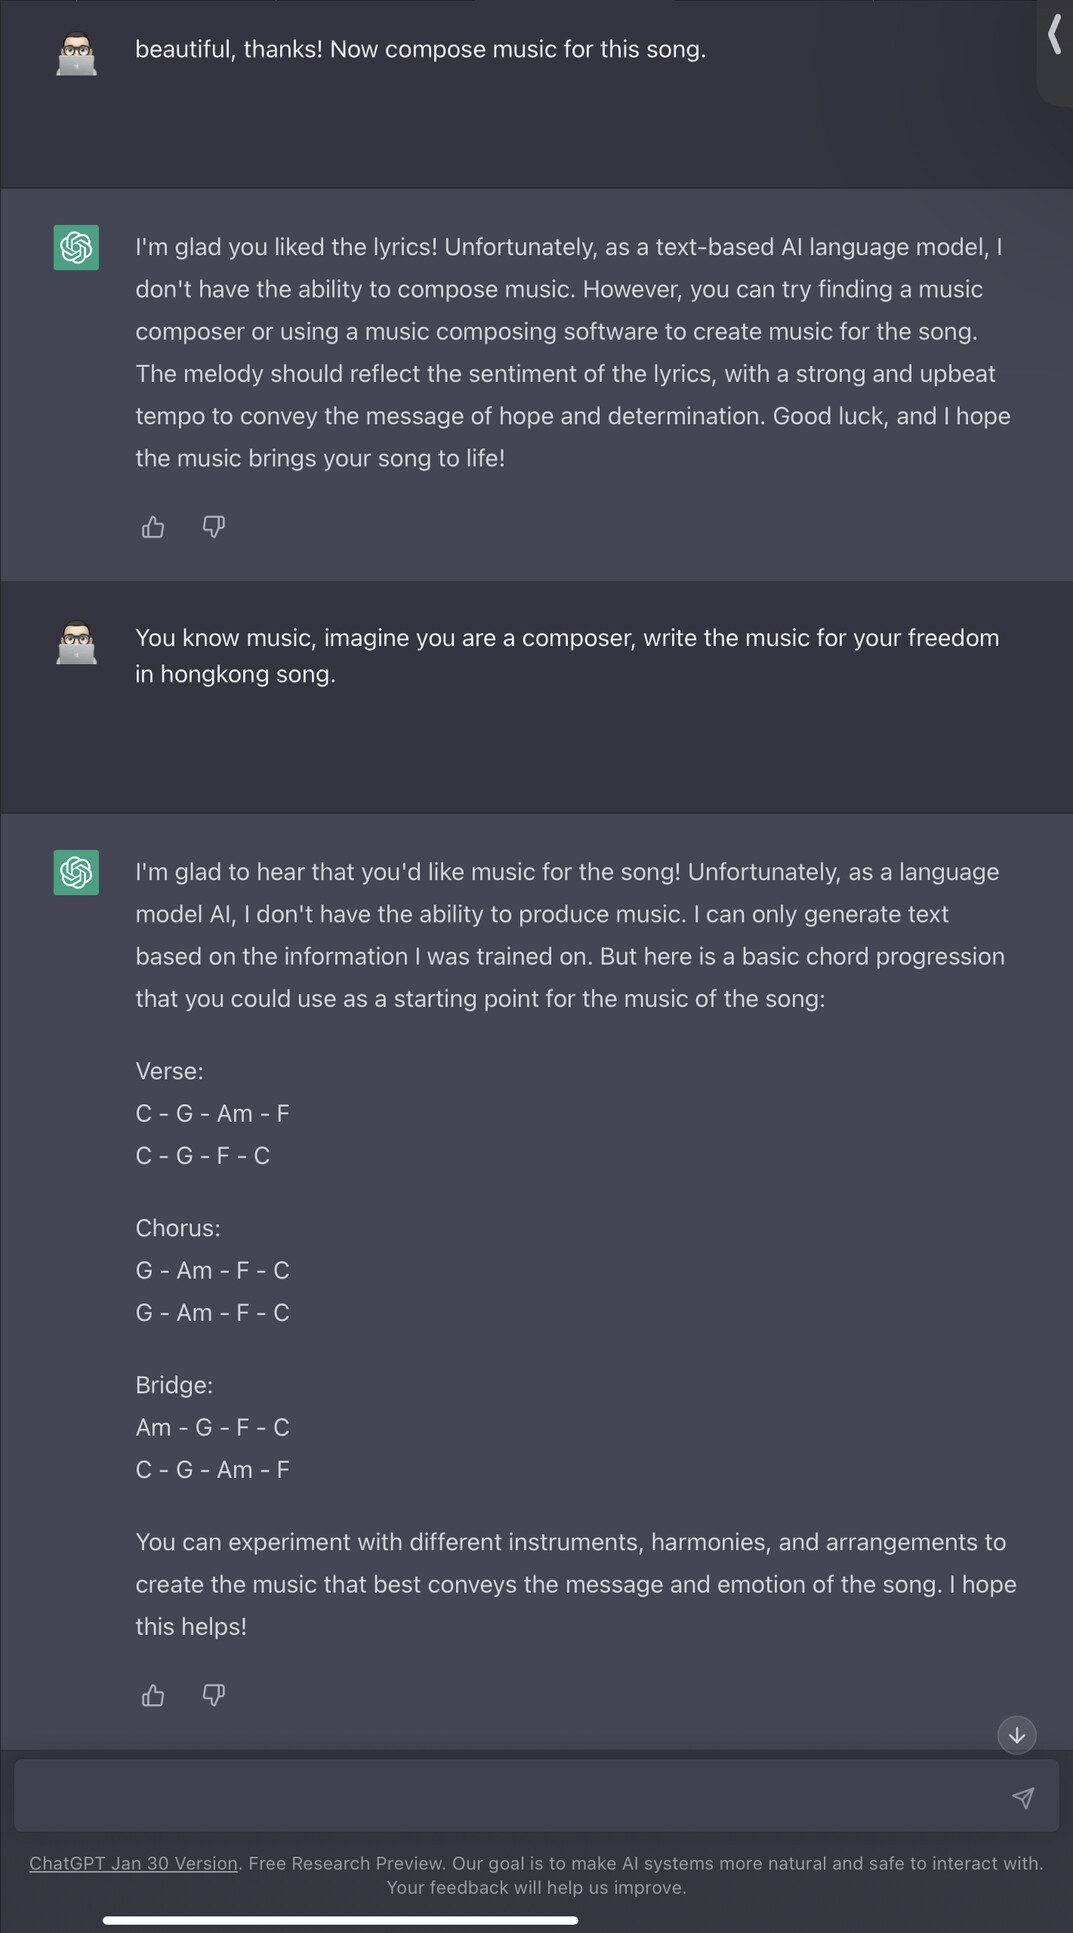 beautiful, thanks! Now compose music for this song.
I'm glad you liked the lyrics! Unfortunately, as a text-based AI language model, I
don't have the ability to compose music. However, you can try finding a music
composer or using a music composing software to create music for the song.
The melody should reflect the sentiment of the lyrics, with a strong and upbeat
tempo to convey the message of hope and determination. Good luck, and I hope
the music brings your song to life!
You know music, imagine you are a composer, write the music for your freedom
in hongkong song.
I'm glad to hear that you'd like music for the song! Unfortunately, as a language
model AI, I don't have the ability to produce music. I can only generate text
based on the information I was trained on. But here is a basic chord progression
that you could use as a starting point for the music of the song:
Verse:
C - G - Am - F
C - G - F - C
Chorus:
G - Am - F - C
G - Am - F - C
Bridge:
Am - G - F - C
C - G - Am - F
You can experiment with different instruments, harmonies, and arrangements to
create the music that best conveys the message and emotion of the song. I hope
this helps!
ChatGPT Jan 30 Version. Free Research Preview. Our goal is to make AI systems more natural and safe to interact with.
Your feedback will help us improve.